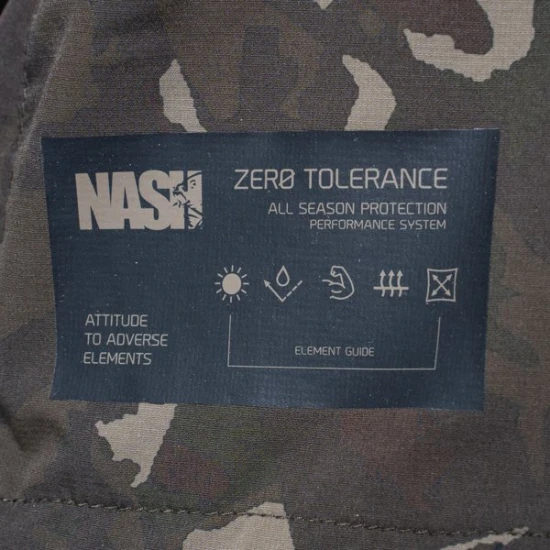 NASH
ZERØ TOLERANCE
ALL SEASON PROTECTION
PERFORMANCE SYSTEM
ATTITUDE
TO ADVERSE
ELEMENTS
ELEMENT GUIDE